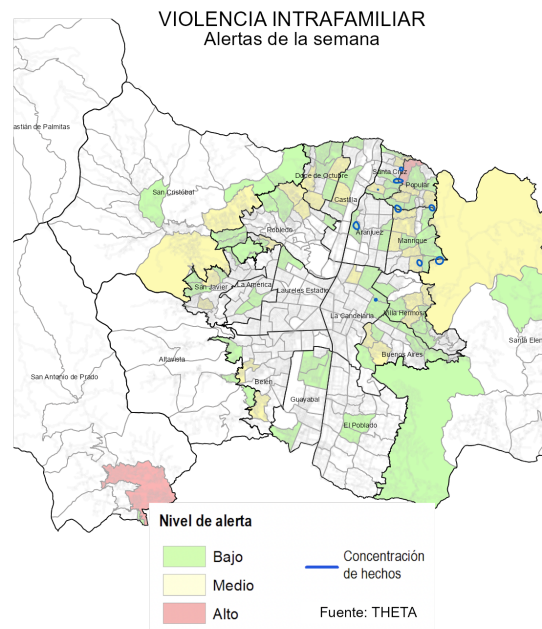 VIOLENCIA INTRAFAMILIAR
Alertas de la semana
astián de Palmitas
San Cristóbal
Doce de Octubre
Santa Cruz
Popular
Castilla
Robledo
Aranjuez
Manrique
San Javier
La América
Laureles Estadio
La Candelaria
Villa Hermosa
Santa Elen
Altavista
Buenos Aires
San Antonio de Prado
Belén
Guayabal
El Poblado
Nivel de alerta
Bajo
Medio
Alto
Concentración
de hechos
Fuente: THETA